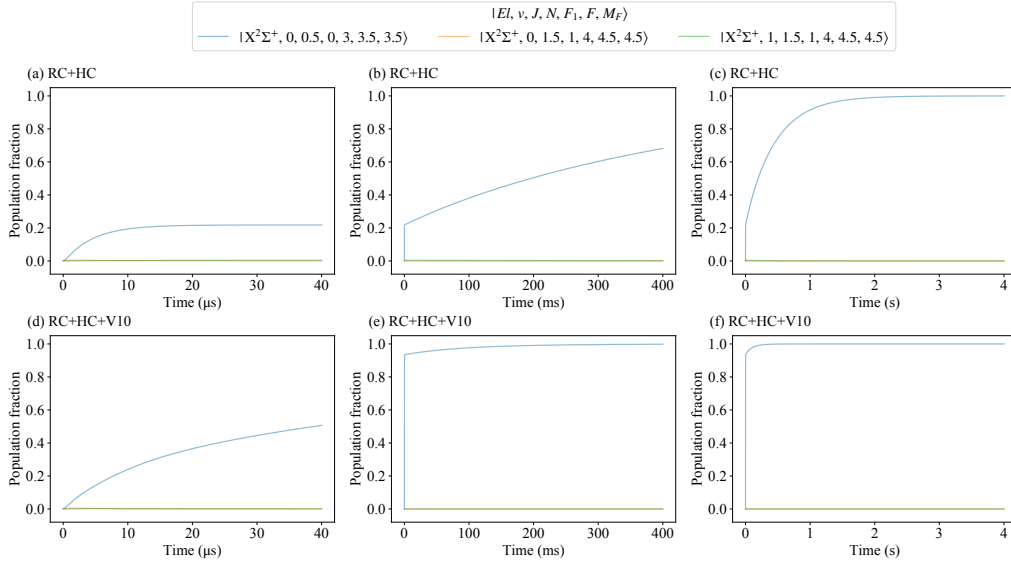 |El, v, J, N, F₁, F, M_F⟩
|X²Σ⁺, 0, 0.5, 0, 3, 3.5, 3.5⟩ |X²Σ⁺, 0, 1.5, 1, 4, 4.5, 4.5⟩ |X²Σ⁺, 1, 1.5, 1, 4, 4.5, 4.5⟩
(a) RC+HC
Population fraction
1.0
0.8
0.6
0.4
0.2
0.0
0 10 20 30 40
Time (μs)
(b) RC+HC
Population fraction
1.0
0.8
0.6
0.4
0.2
0.0
0 100 200 300 400
Time (ms)
(c) RC+HC
Population fraction
1.0
0.8
0.6
0.4
0.2
0.0
0 1 2 3 4
Time (s)
(d) RC+HC+V10
Population fraction
1.0
0.8
0.6
0.4
0.2
0.0
0 10 20 30 40
Time (μs)
(e) RC+HC+V10
Population fraction
1.0
0.8
0.6
0.4
0.2
0.0
0 100 200 300 400
Time (ms)
(f) RC+HC+V10
Population fraction
1.0
0.8
0.6
0.4
0.2
0.0
0 1 2 3 4
Time (s)